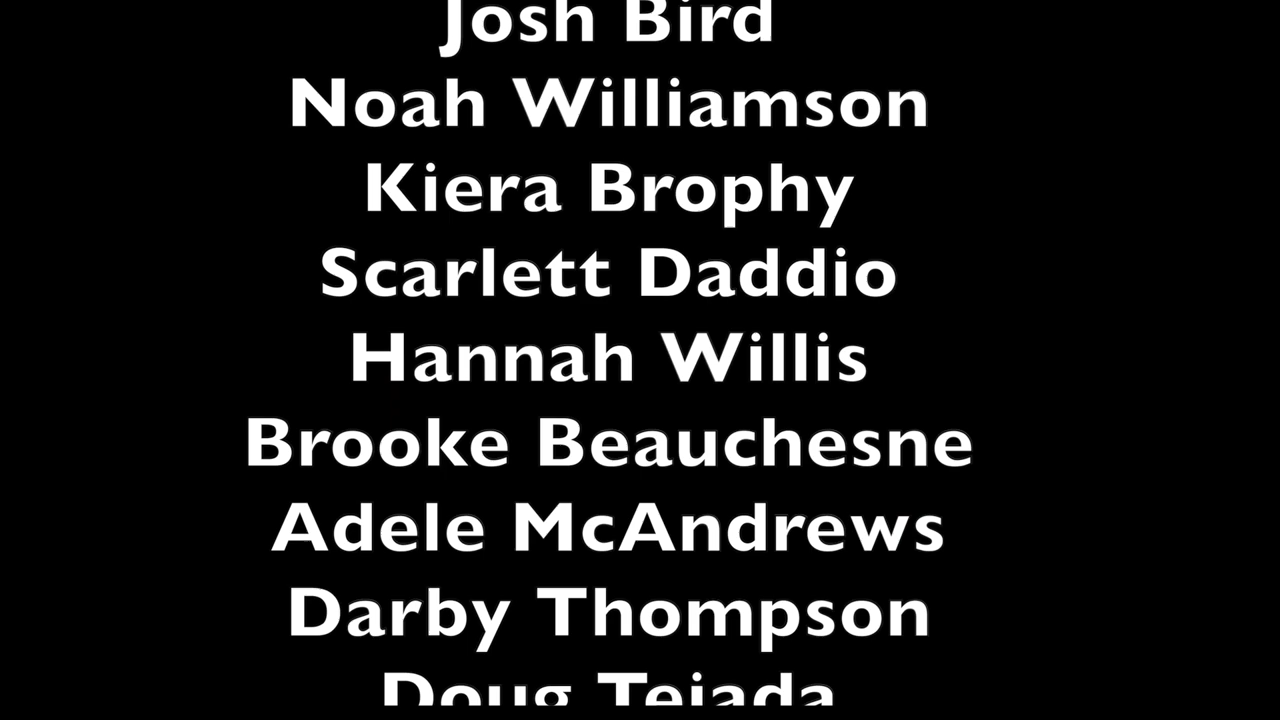 Josh Bird
Noah Williamson
Kiera Brophy
Scarlett Daddio
Hannah Willis
Brooke Beauchesne
Adele McAndrews
Darby Thompson
Doug Tejada